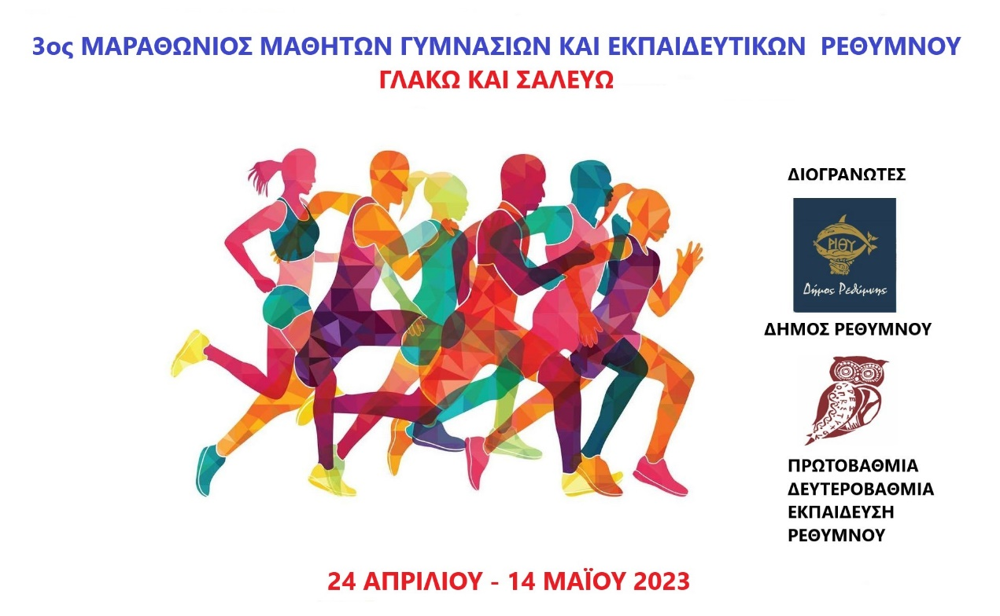 3ος ΜΑΡΑΘΩΝΙΟΣ ΜΑΘΗΤΩΝ ΓΥΜΝΑΣΙΩΝ ΚΑΙ ΕΚΠΑΙΔΕΥΤΙΚΩΝ ΡΕΘΥΜΝΟΥ
ΓΛΑΚΩ ΚΑΙ ΣΑΛΕΥΩ
ΔΙΟΓΡΑΝΩΤΕΣ
ΡΙΘΥ
Δήμος Ρεθύμνης
ΔΗΜΟΣ ΡΕΘΥΜΝΟΥ
ΠΡΩΤΟΒΑΘΜΙΑ
ΔΕΥΤΕΡΟΒΑΘΜΙΑ
ΕΚΠΑΙΔΕΥΣΗ
ΡΕΘΥΜΝΟΥ
24 ΑΠΡΙΛΙΟΥ - 14 ΜΑΪΟΥ 2023